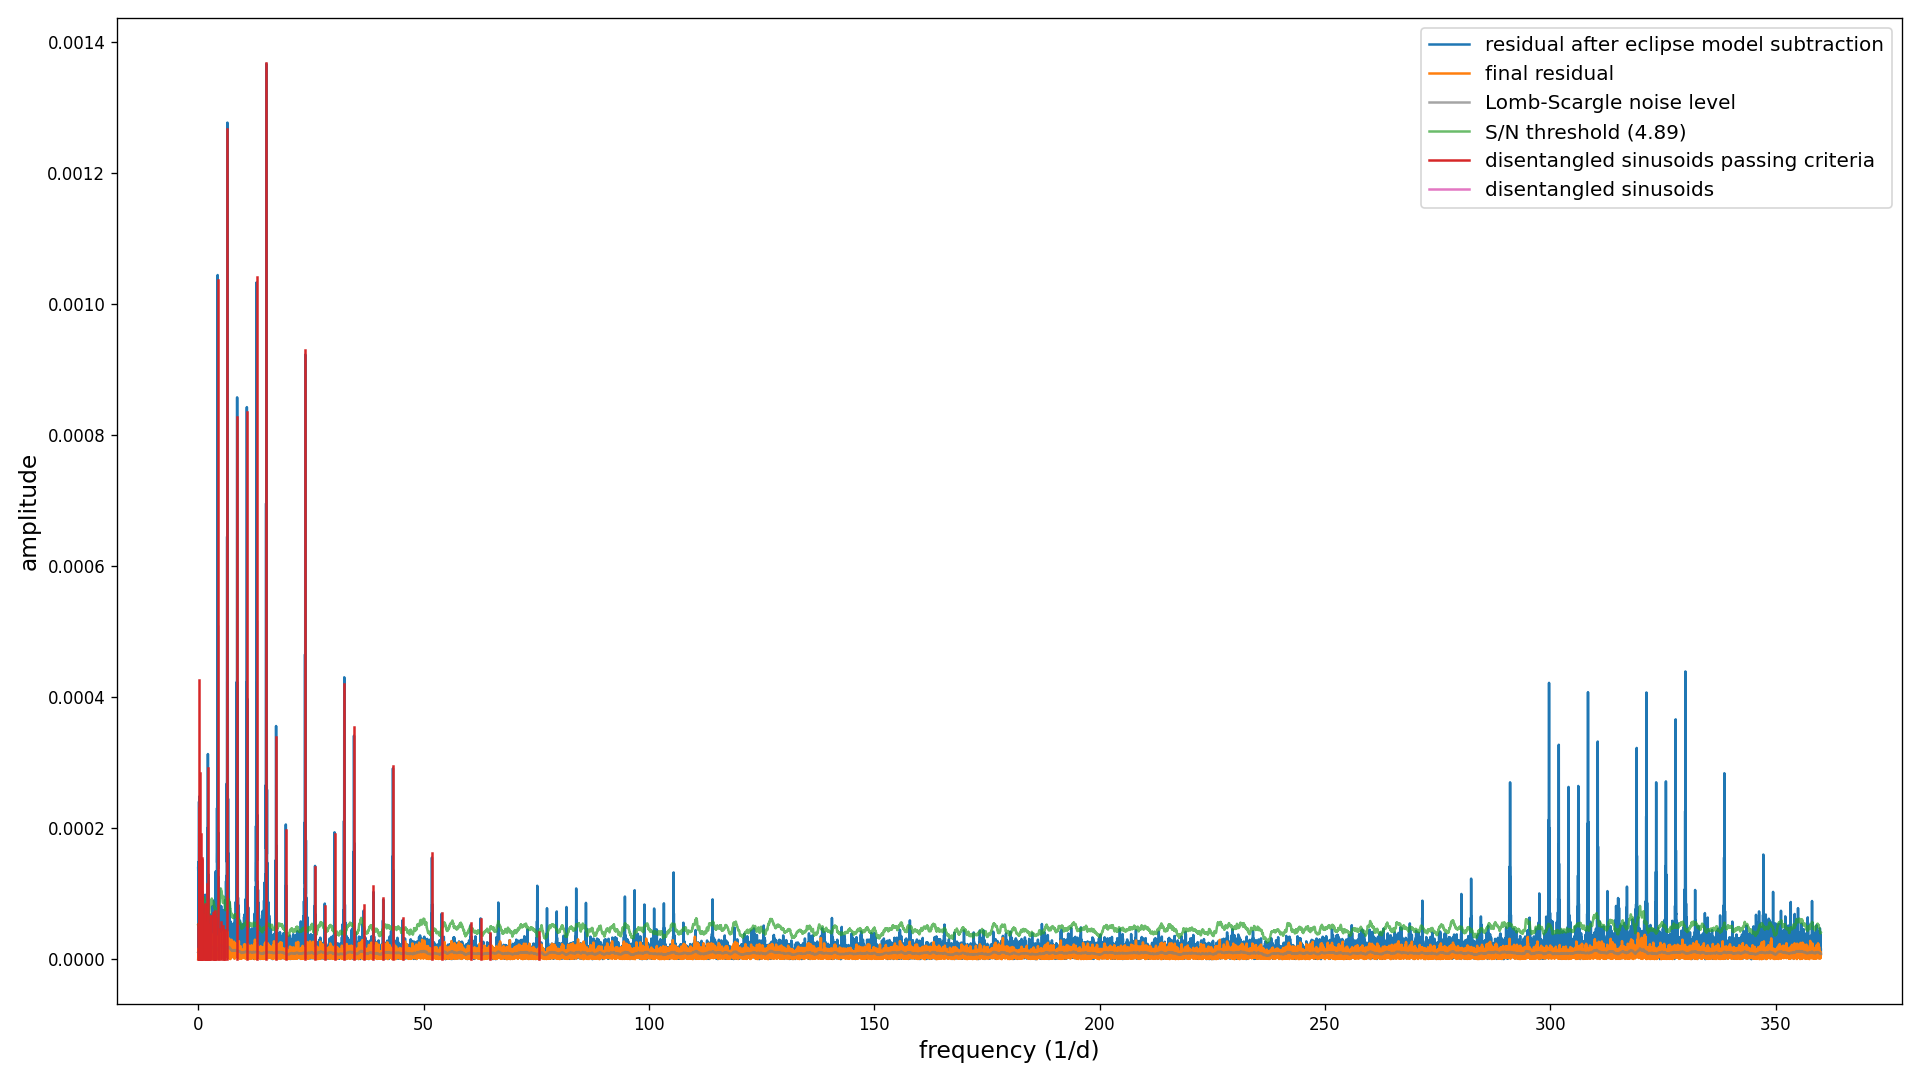 0.0014
0.0012
0.0010
0.0008
0.0006
0.0004
0.0002
0.0000
amplitude
residual after eclipse model subtraction
final residual
Lomb-Scargle noise level
S/N threshold (4.89)
disentangled sinusoids passing criteria
disentangled sinusoids
0 50 100 150 200 250 300 350
frequency (1/d)